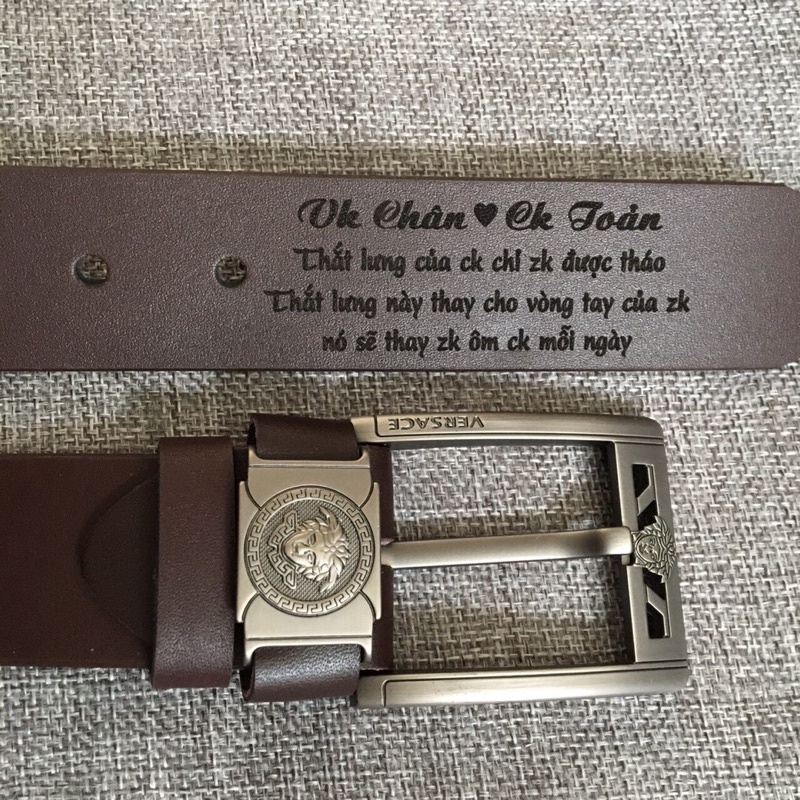 Vk Chân ♥ Ck Toản
Thắt lưng của ck chỉ zk được tháo
Thắt lưng này thay cho vòng tay của zk
nó sẽ thay zk ôm ck mỗi ngày
VERSACE